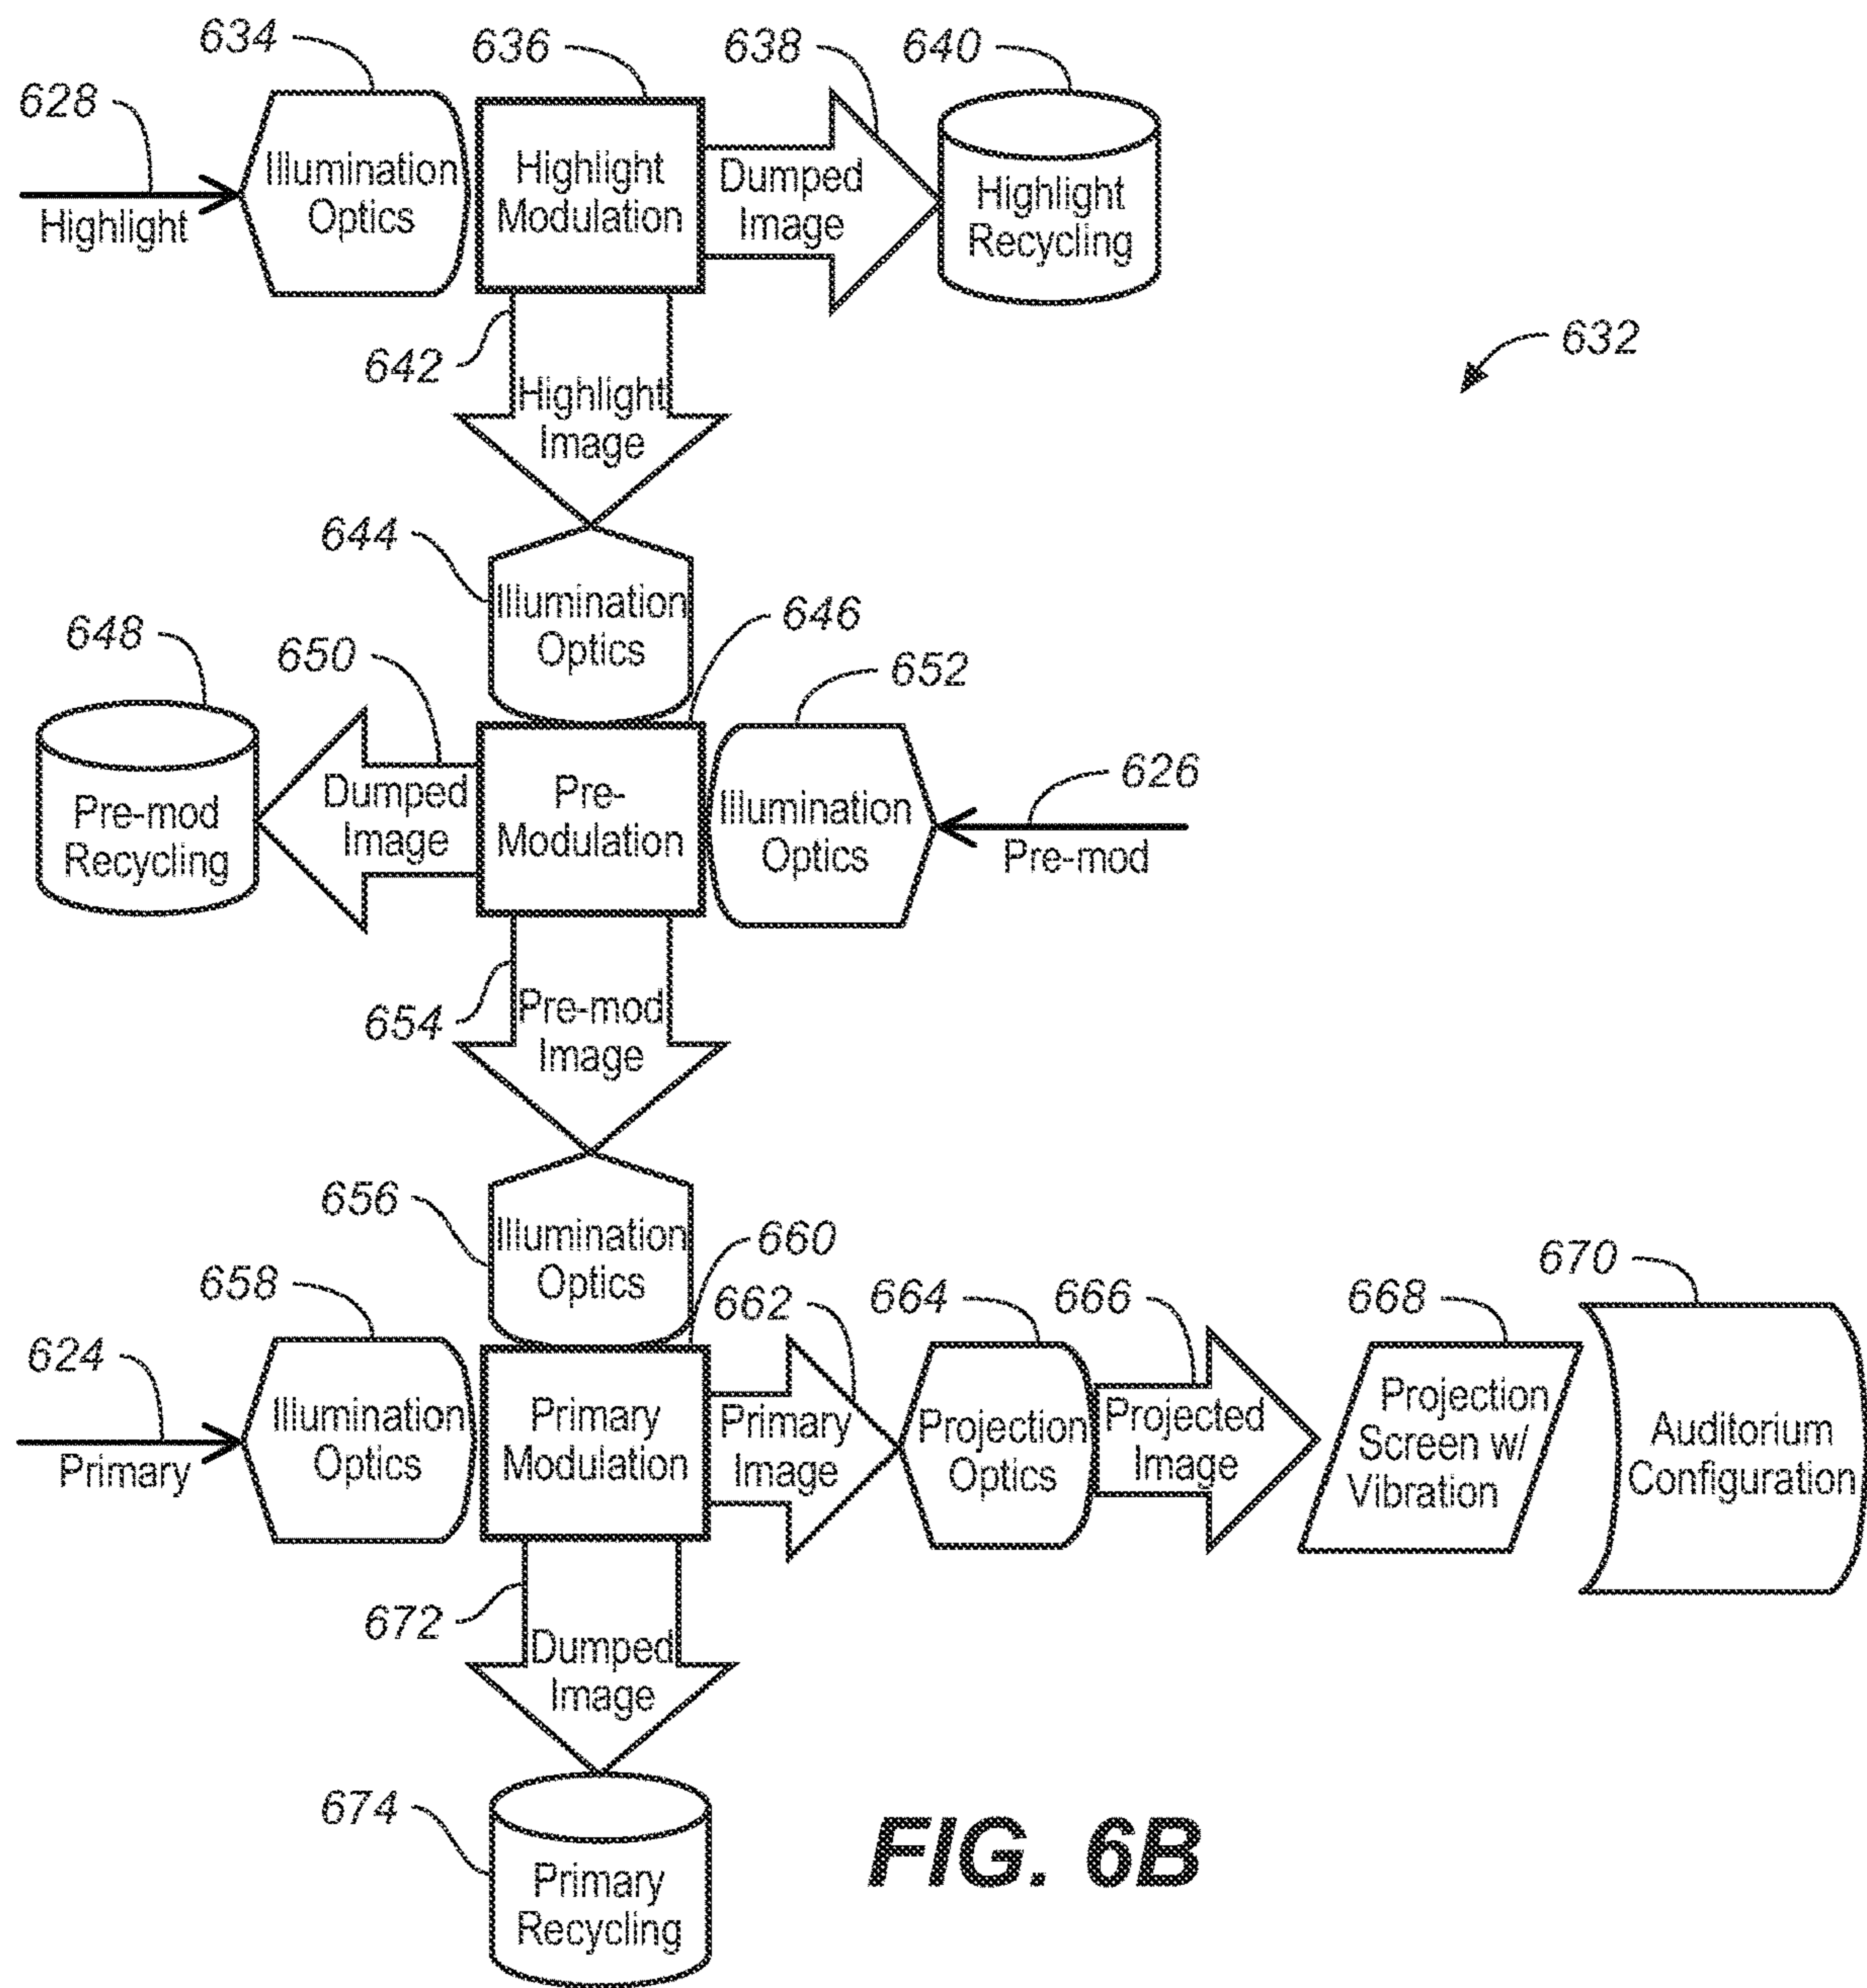 634
636
638
640
628
Illumination
Optics
Highlight
Modulation
Dumped
Image
Highlight
Recycling
Highlight
632
642
Highlight
Image
644
Illumination
Optics
646
648
650
652
Pre-mod
Recycling
Dumped
Image
Pre-
Modulation
Illumination
Optics
626
Pre-mod
654
Pre-mod
Image
656
Illumination
Optics
660
658
662
664
666
668
670
624
Primary
Illumination
Optics
Primary
Modulation
Primary
Image
Projection
Optics
Projected
Image
Projection
Screen w/
Vibration
Auditorium
Configuration
672
Dumped
Image
674
Primary
Recycling
FIG. 6B